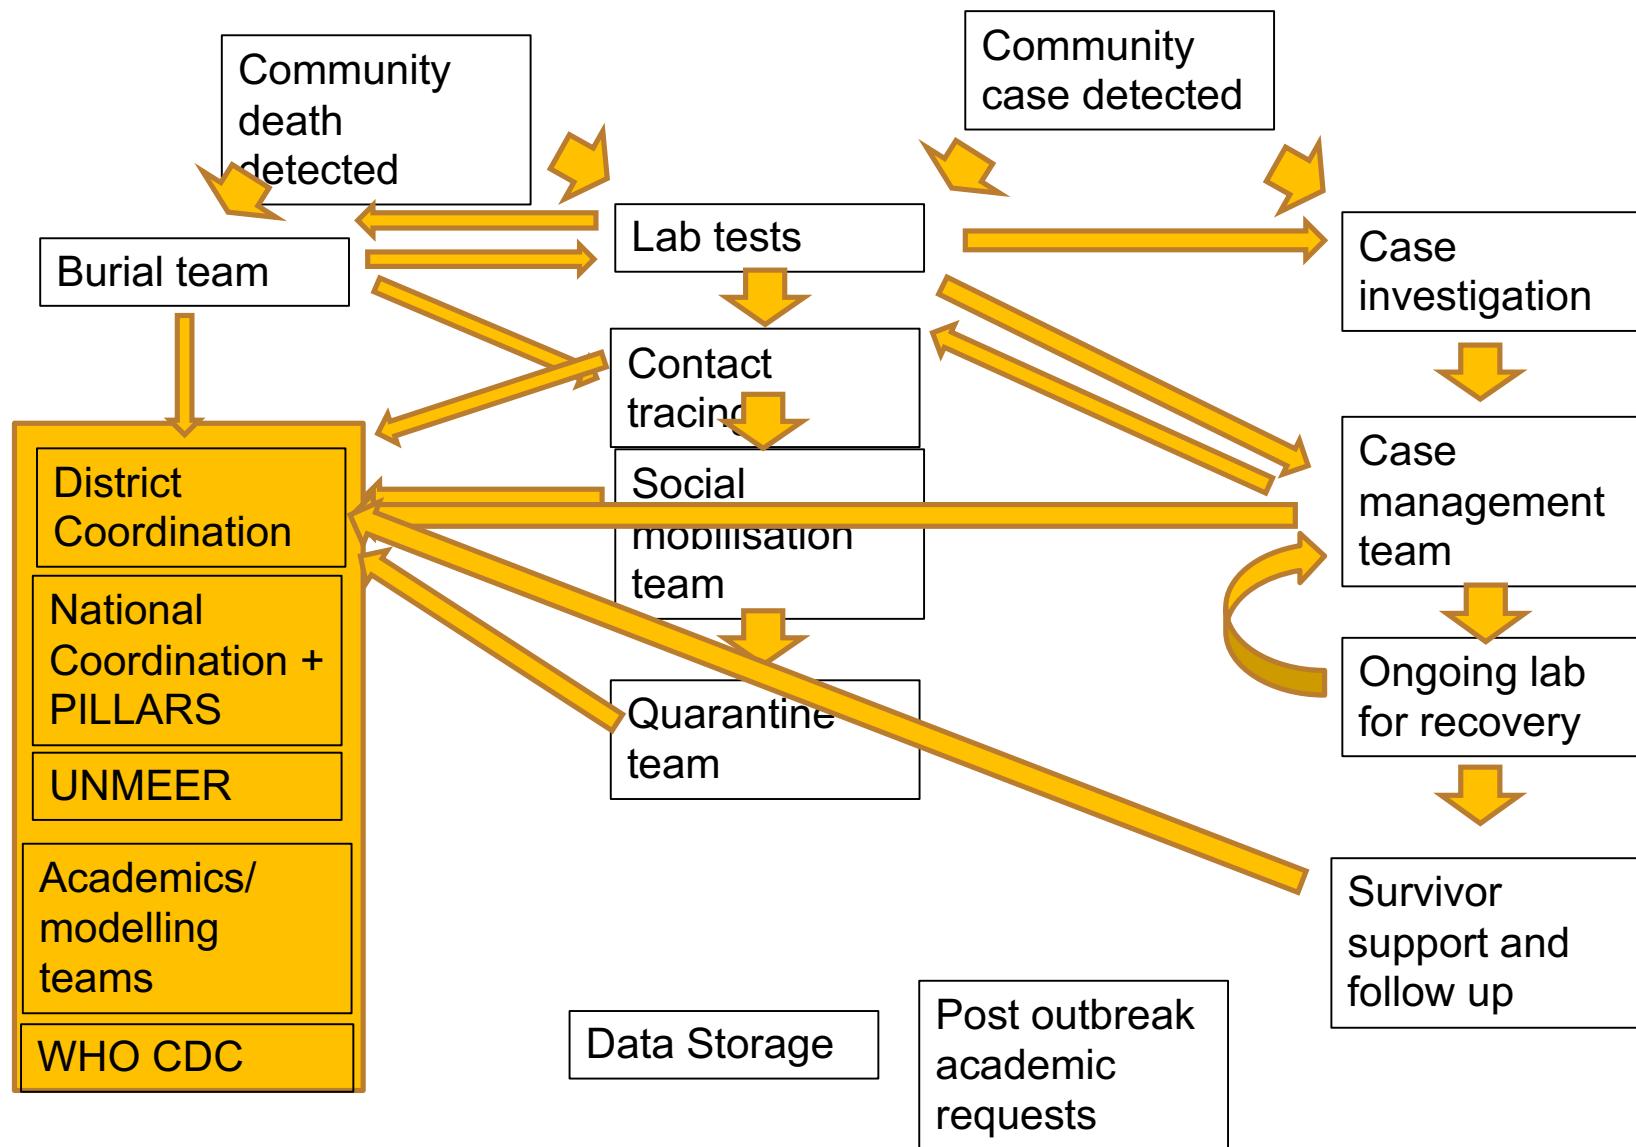 Community
death
detected
Community
case detected
Burial team
Lab tests
Case
investigation
Contact
tracing
Social
mobilisation
team
Case
management
team
District
Coordination
National
Coordination +
PILLARS
UNMEER
Academics/
modelling
teams
WHO CDC
Quarantine
team
Ongoing lab
for recovery
Survivor
support and
follow up
Data Storage
Post outbreak
academic
requests